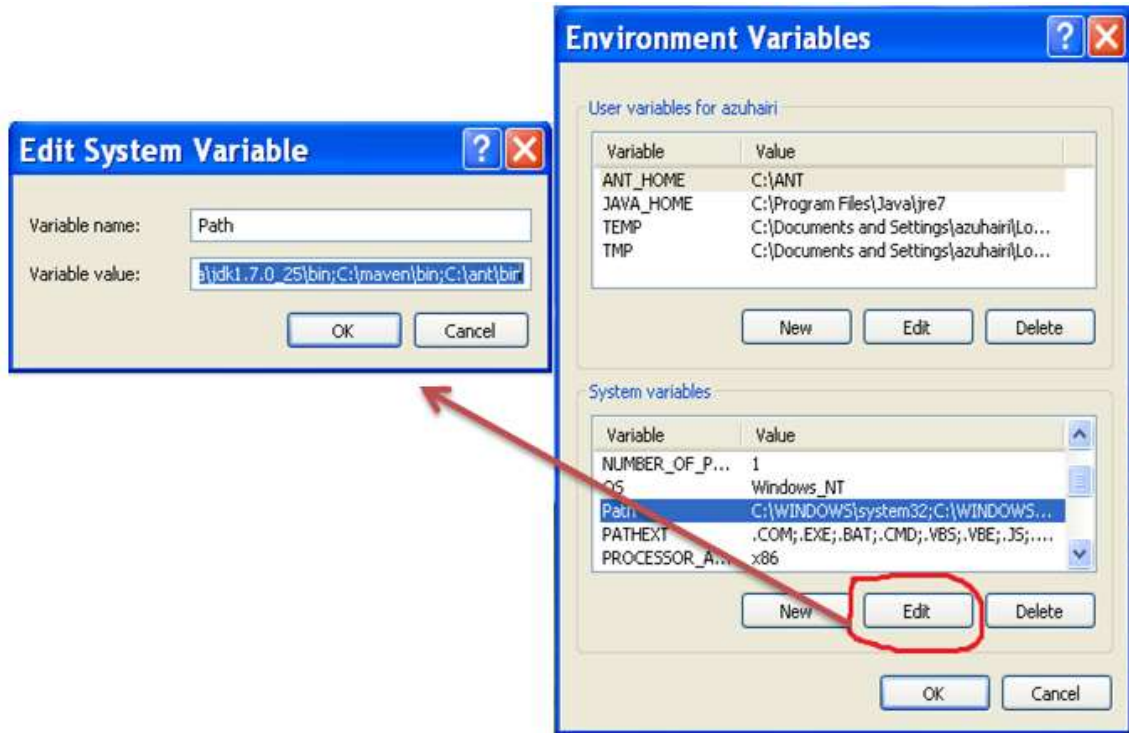 Edit System Variable
Variable name: Path
Variable value: a\jdk1.7.0_25\bin;C:\maven\bin;C:\ant\bin
OK Cancel
Environment Variables
User variables for azuhairi
Variable Value
ANT_HOME C:\ANT
JAVA_HOME C:\Program Files\Java\jre7
TEMP C:\Documents and Settings\azuhairi\Lo...
TMP C:\Documents and Settings\azuhairi\Lo...
New Edit Delete
System variables
Variable Value
NUMBER_OF_P... 1
OS Windows_NT
Path C:\WINDOWS\system32;C:\WINDOWS...
PATHEXT .COM;.EXE;.BAT;.CMD;.VBS;.VBE;.JS;....
PROCESSOR_A... x86
New Edit Delete
OK Cancel